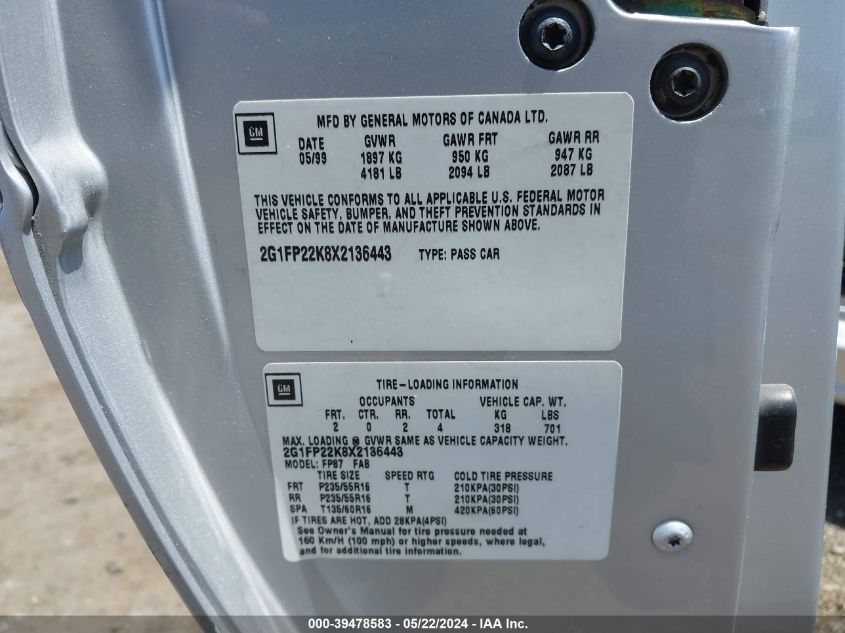 GM
MFD BY GENERAL MOTORS OF CANADA LTD.
DATE GVWR GAWR FRT GAWR RR
05/99 1897 KG 950 KG 947 KG
4181 LB 2094 LB 2087 LB
THIS VEHICLE CONFORMS TO ALL APPLICABLE U.S. FEDERAL MOTOR
VEHICLE SAFETY, BUMPER, AND THEFT PREVENTION STANDARDS IN
EFFECT ON THE DATE OF MANUFACTURE SHOWN ABOVE.
2G1FP22K8X2136443 TYPE: PASS CAR
GM
TIRE-LOADING INFORMATION
OCCUPANTS VEHICLE CAP. WT.
FRT. CTR. RR. TOTAL KG LBS
2 0 2 4 318 701
MAX. LOADING @ GVWR SAME AS VEHICLE CAPACITY WEIGHT.
2G1FP22K8X2136443
MODEL: FP87 FAB
TIRE SIZE SPEED RTG COLD TIRE PRESSURE
FRT P235/55R16 T 210KPA(30PSI)
RR P235/55R16 T 210KPA(30PSI)
SPA T135/60R16 M 420KPA(60PSI)
IF TIRES ARE HOT, ADD 28KPA(4PSI)
See Owner's Manual for tire pressure needed at
160 Km/H (100 mph) or higher speeds, where legal,
and for additional tire information.
000-39478583 / 05/22/2024 - IAA Inc.